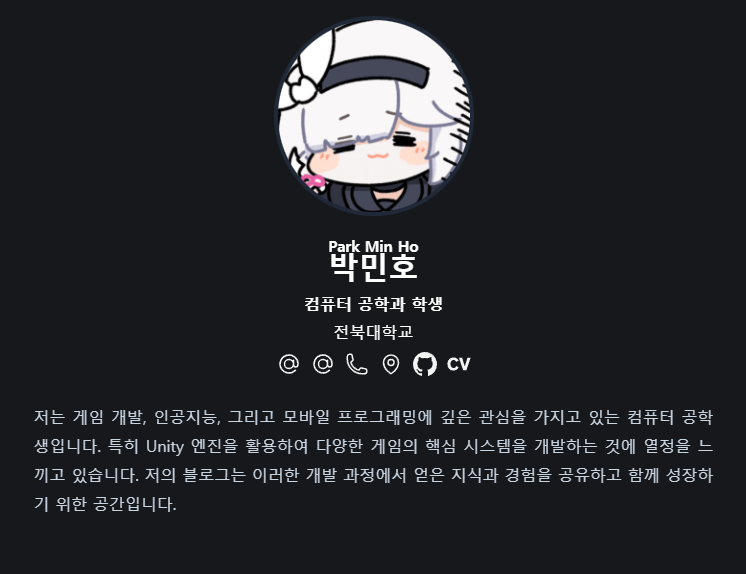 Park Min Ho
박민호
컴퓨터 공학과 학생
전북대학교
CV
저는 게임 개발, 인공지능, 그리고 모바일 프로그래밍에 깊은 관심을 가지고 있는 컴퓨터 공학
생입니다. 특히 Unity 엔진을 활용하여 다양한 게임의 핵심 시스템을 개발하는 것에 열정을 느
끼고 있습니다. 저의 블로그는 이러한 개발 과정에서 얻은 지식과 경험을 공유하고 함께 성장하
기 위한 공간입니다.